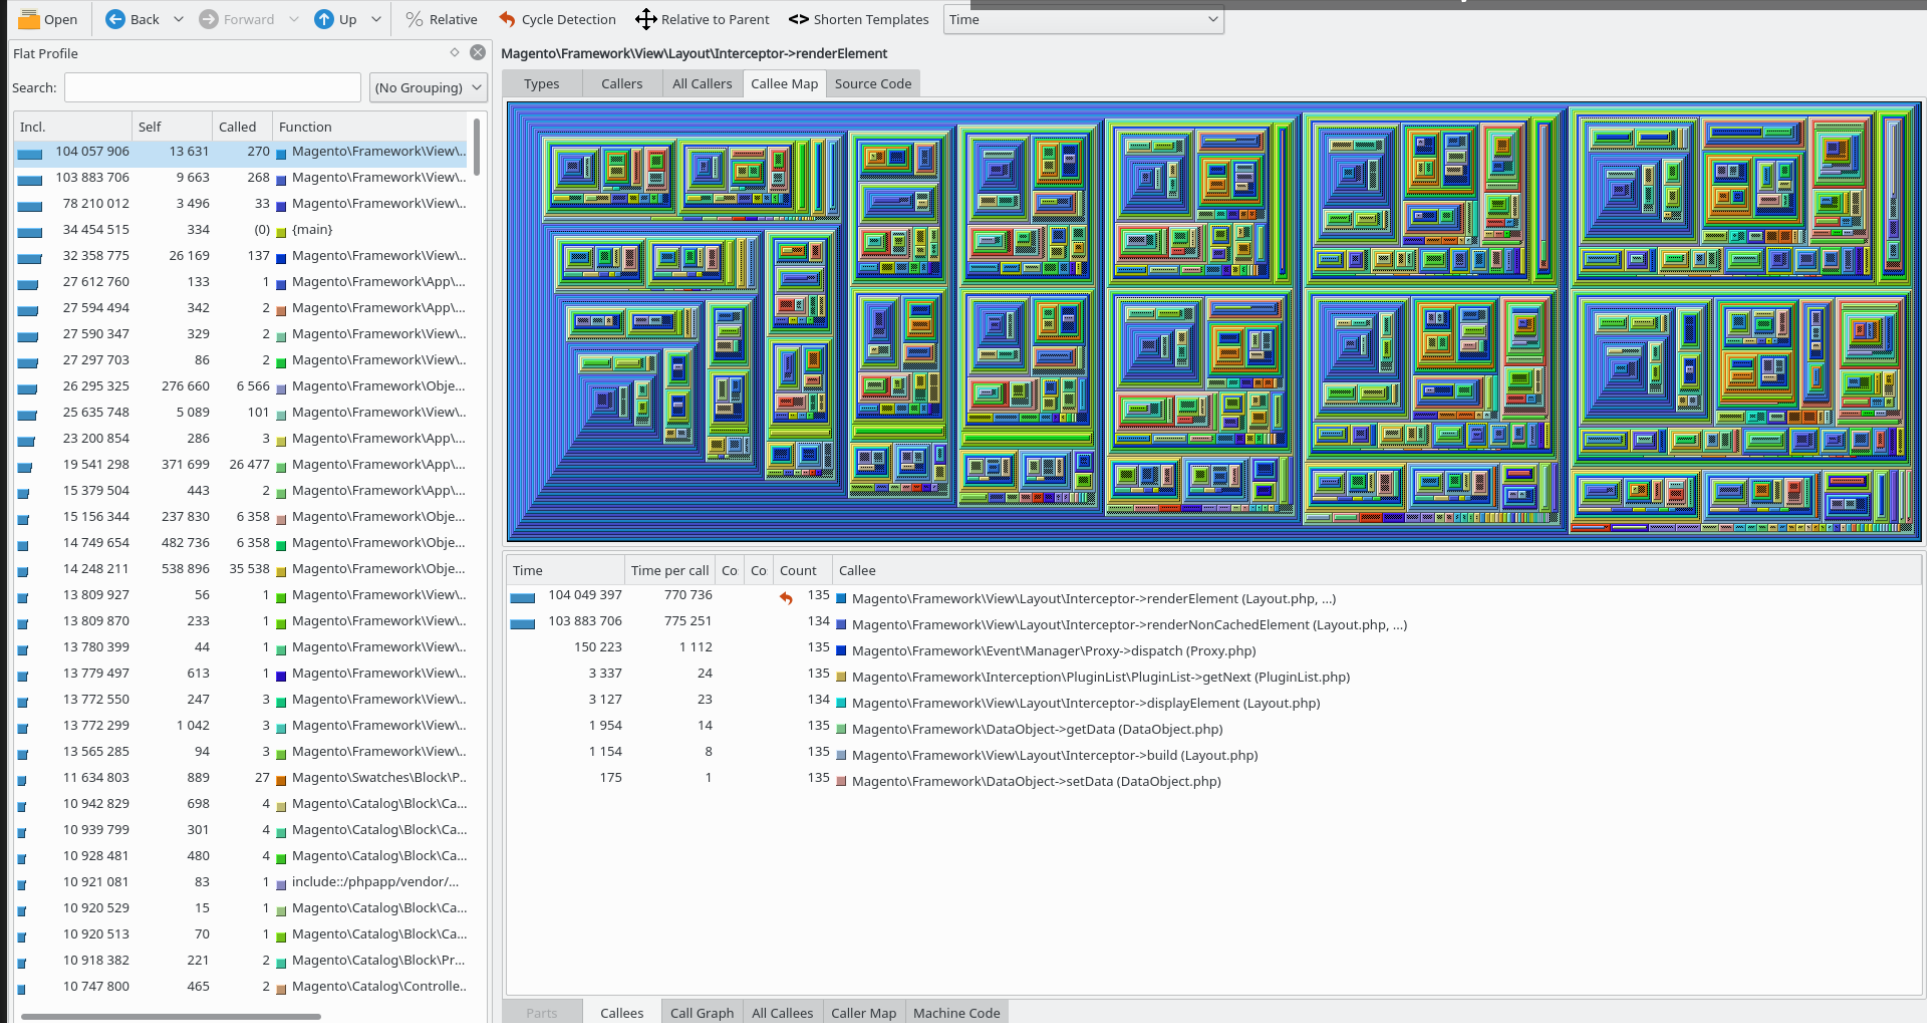 Open Back Forward Up % Relative Cycle Detection Relative to Parent <> Shorten Templates Time
Flat Profile
Search: (No Grouping)
Incl. Self Called Function
104 057 906 13 631 270 Magento\Framework\View\..
103 883 706 9 663 268 Magento\Framework\View\..
78 210 012 3 496 33 Magento\Framework\View\..
34 454 515 334 (0) {main}
32 358 775 26 169 137 Magento\Framework\View\..
27 612 760 133 1 Magento\Framework\App\...
27 594 494 342 2 Magento\Framework\App\...
27 590 347 329 2 Magento\Framework\View\..
27 297 703 86 2 Magento\Framework\View\..
26 295 325 276 660 6 566 Magento\Framework\Obje...
25 635 748 5 089 101 Magento\Framework\View\..
23 200 854 286 3 Magento\Framework\App\...
19 541 298 371 699 26 477 Magento\Framework\App\...
15 379 504 443 2 Magento\Framework\App\...
15 156 344 237 830 6 358 Magento\Framework\Obje...
14 749 654 482 736 6 358 Magento\Framework\Obje...
14 248 211 538 896 35 538 Magento\Framework\Obje...
13 809 927 56 1 Magento\Framework\View\..
13 809 870 233 1 Magento\Framework\View\..
13 780 399 44 1 Magento\Framework\View\..
13 779 497 613 1 Magento\Framework\View\..
13 772 550 247 3 Magento\Framework\View\..
13 772 299 1 042 3 Magento\Framework\View\..
13 565 285 94 3 Magento\Framework\View\..
11 634 803 889 27 Magento\Swatches\Block\P..
10 942 829 698 4 Magento\Catalog\Block\Ca...
10 939 799 301 4 Magento\Catalog\Block\Ca...
10 928 481 480 4 Magento\Catalog\Block\Ca...
10 921 081 83 1 include::/phpapp/vendor/...
10 920 529 15 1 Magento\Catalog\Block\Ca...
10 920 513 70 1 Magento\Catalog\Block\Ca...
10 918 382 221 2 Magento\Catalog\Block\Pr...
10 747 800 465 2 Magento\Catalog\Controlle..
Magento\Framework\View\Layout\Interceptor->renderElement
Types Callers All Callers Callee Map Source Code
Time Time per call Co Co Count Callee
104 049 397 770 736 135 Magento\Framework\View\Layout\Interceptor->renderElement (Layout.php, ...)
103 883 706 775 251 134 Magento\Framework\View\Layout\Interceptor->renderNonCachedElement (Layout.php, ...)
150 223 1 112 135 Magento\Framework\Event\Manager\Proxy->dispatch (Proxy.php)
3 337 24 135 Magento\Framework\Interception\PluginList\PluginList->getNext (PluginList.php)
3 127 23 134 Magento\Framework\View\Layout\Interceptor->displayElement (Layout.php)
1 954 14 135 Magento\Framework\DataObject->getData (DataObject.php)
1 154 8 135 Magento\Framework\View\Layout\Interceptor->build (Layout.php)
175 1 135 Magento\Framework\DataObject->setData (DataObject.php)
Parts Callees Call Graph All Callees Caller Map Machine Code